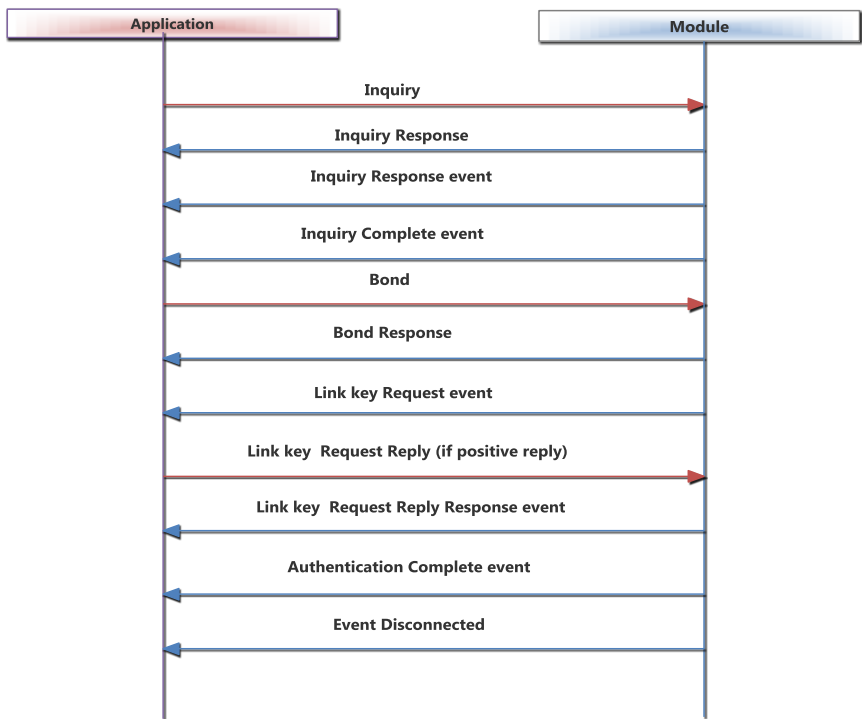 Application
Module
Inquiry
Inquiry Response
Inquiry Response event
Inquiry Complete event
Bond
Bond Response
Link key Request event
Link key  Request Reply (if positive reply)
Link key  Request Reply Response event
Authentication Complete event
Event Disconnected